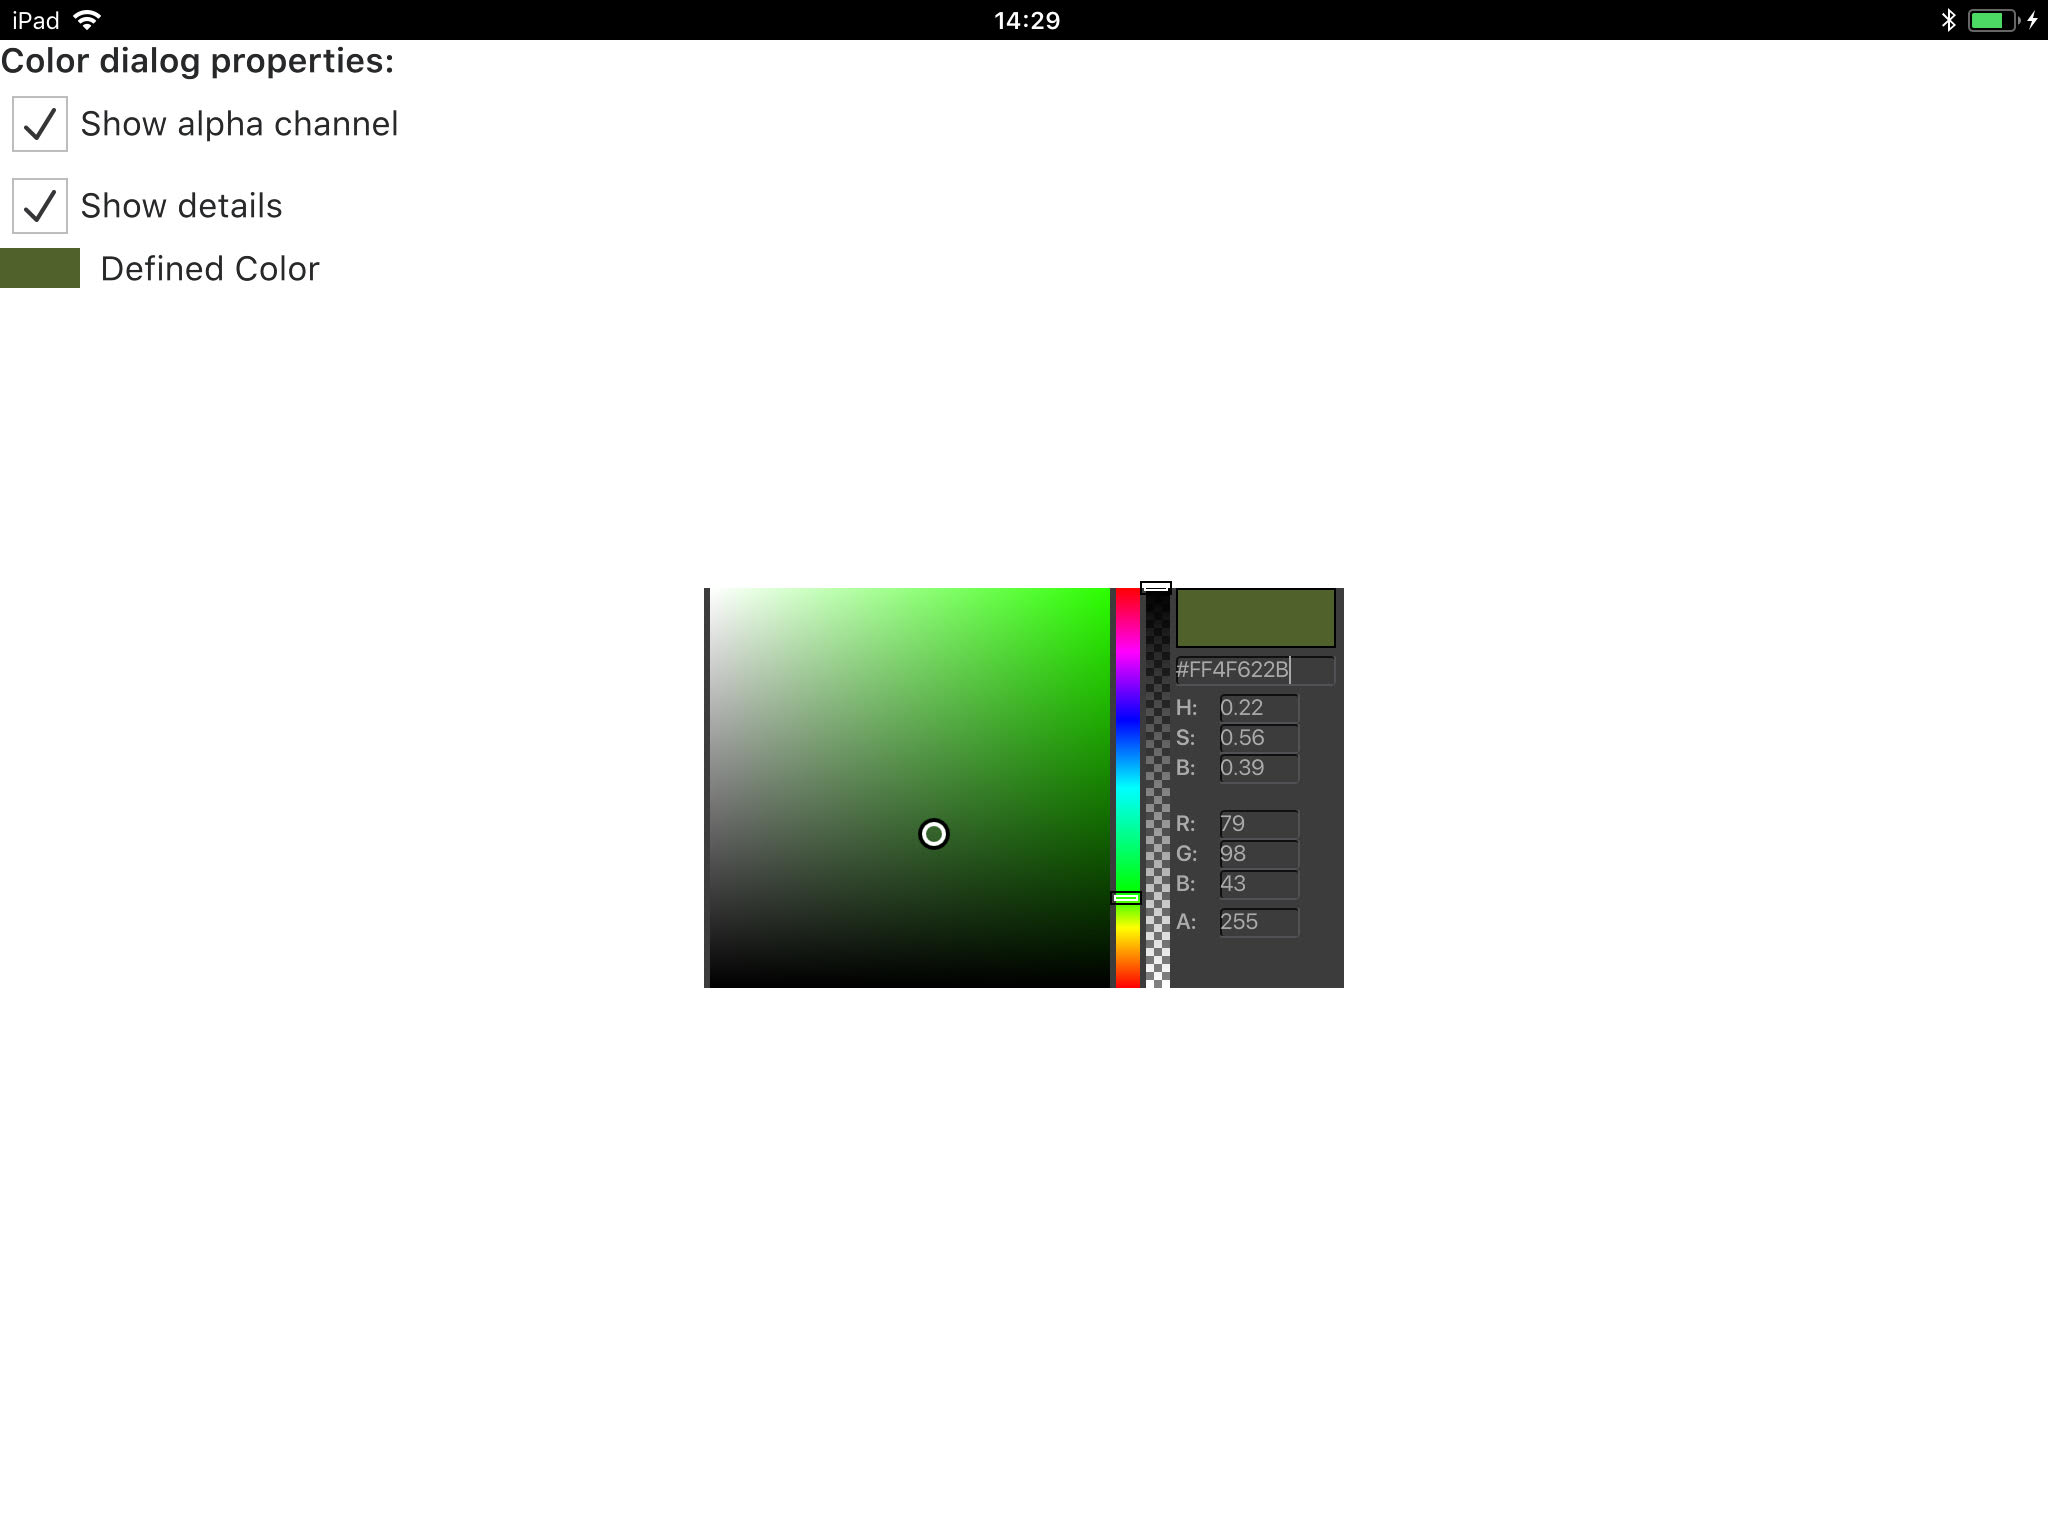 iPad 14:29
Color dialog properties:
Show alpha channel
Show details
Defined Color
#FF4F622B
H: 0.22
S: 0.56
B: 0.39
R: 79
G: 98
B: 43
A: 255